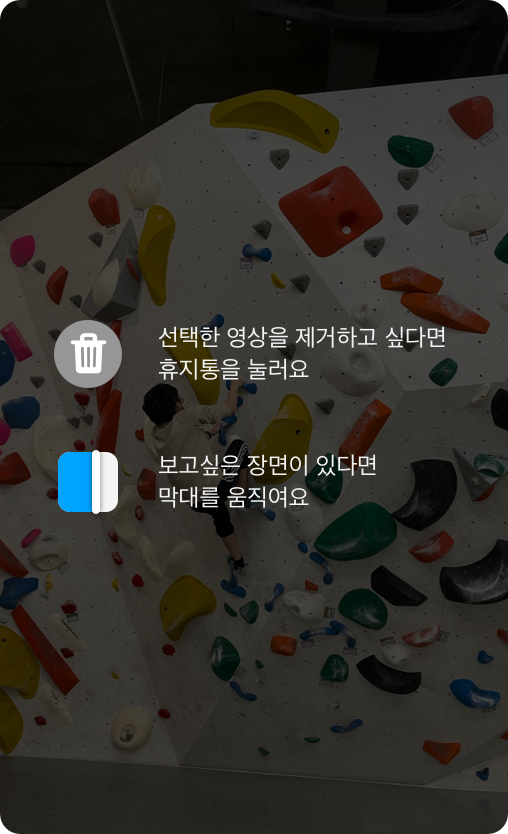 선택한 영상을 제거하고 싶다면
휴지통을 눌러요
보고싶은 장면이 있다면
막대를 움직여요